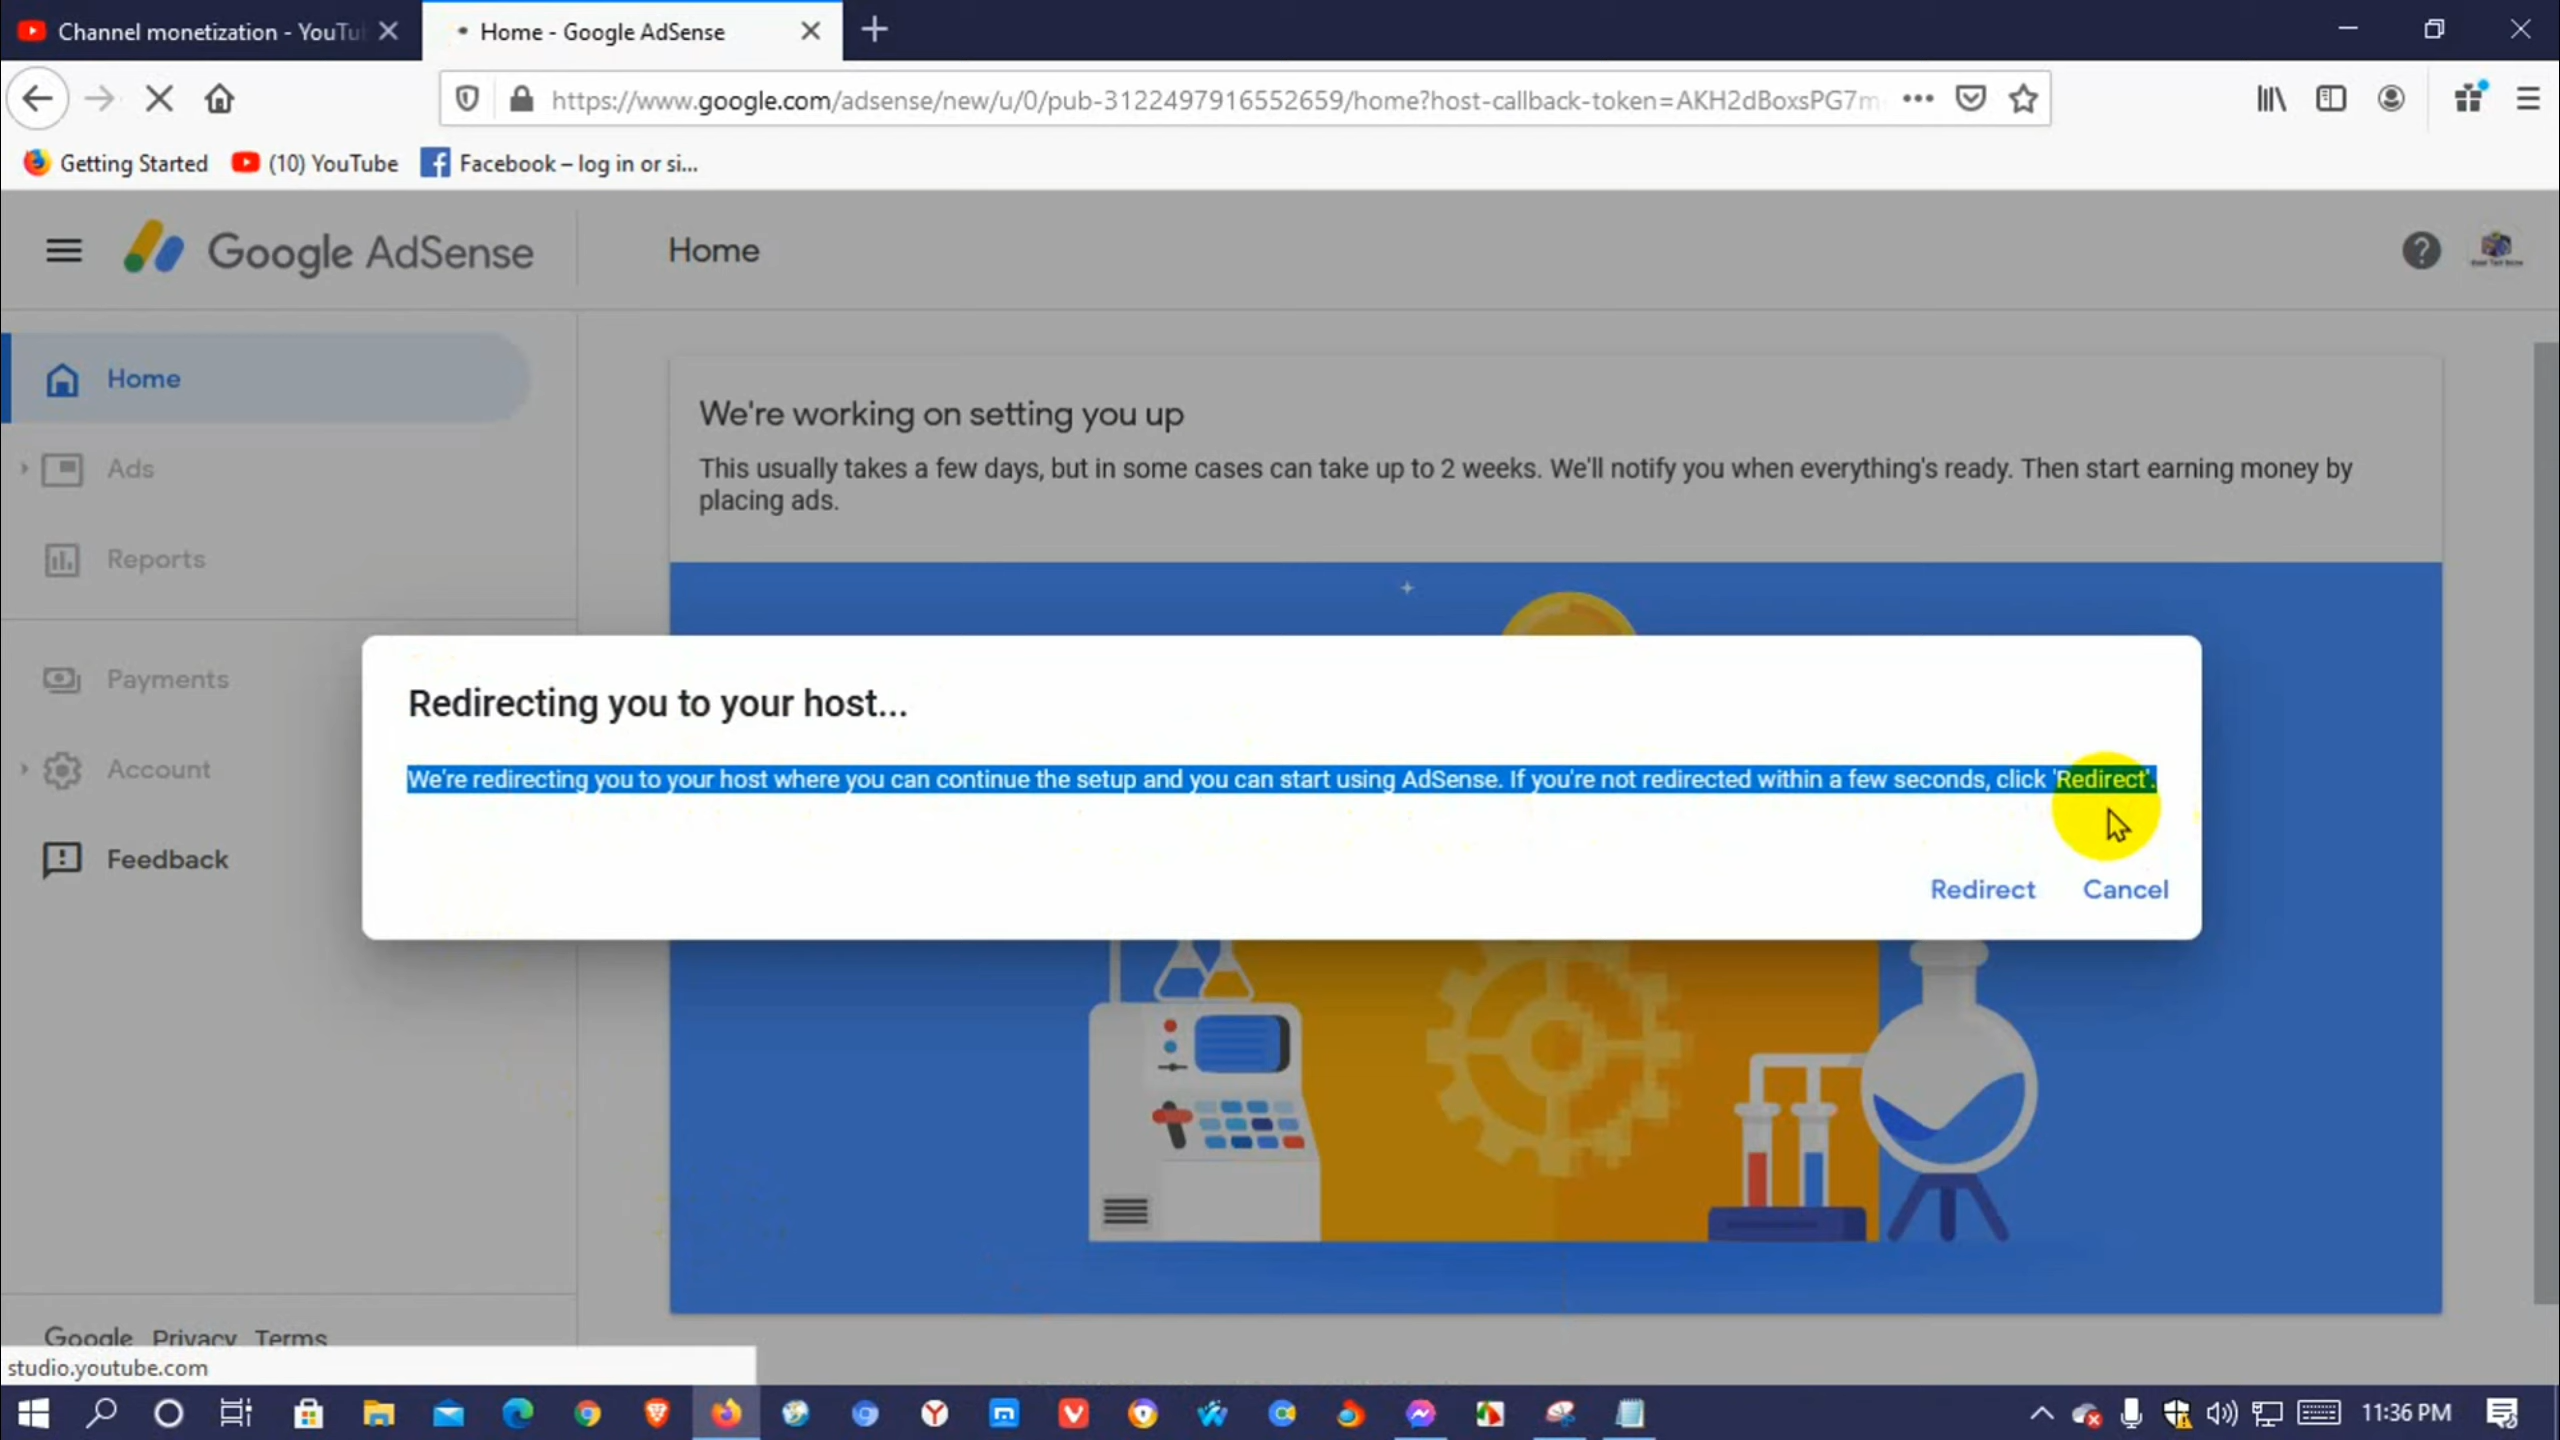 Channel monetization - YouTu
Home - Google AdSense
https://www.google.com/adsense/new/u/0/pub-3122497916552659/home?host-callback-token=AKH2dBoxsPG7m
Getting Started
(10) YouTube
Facebook – log in or si...
Google AdSense
Home
Home
We're working on setting you up
This usually takes a few days, but in some cases can take up to 2 weeks. We'll notify you when everything's ready. Then start earning money by
placing ads.
Ads
Reports
Payments
Account
Feedback
Redirecting you to your host...
We're redirecting you to your host where you can continue the setup and you can start using AdSense. If you're not redirected within a few seconds, click 'Redirect'.
Redirect
Cancel
Google Privacy Terms
studio.youtube.com
11:36 PM